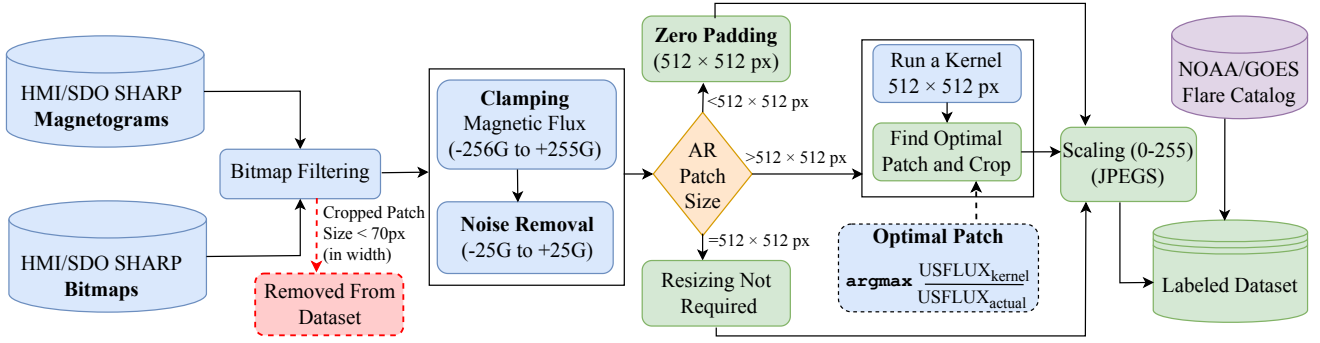 HMI/SDO SHARP
Magnetograms
HMI/SDO SHARP
Bitmaps
Bitmap Filtering
Cropped Patch
Size < 70px
(in width)
Removed From
Dataset
Clamping
Magnetic Flux
(-256G to +255G)
Noise Removal
(-25G to +25G)
Zero Padding
(512 × 512 px)
<512 × 512 px
AR
Patch
Size
>512 × 512 px
=512 × 512 px
Resizing Not
Required
Run a Kernel
512 × 512 px
Find Optimal
Patch and Crop
Optimal Patch
argmax USFLUXkernel
USFLUXactual
Scaling (0-255)
(JPEGS)
NOAA/GOES
Flare Catalog
Labeled Dataset